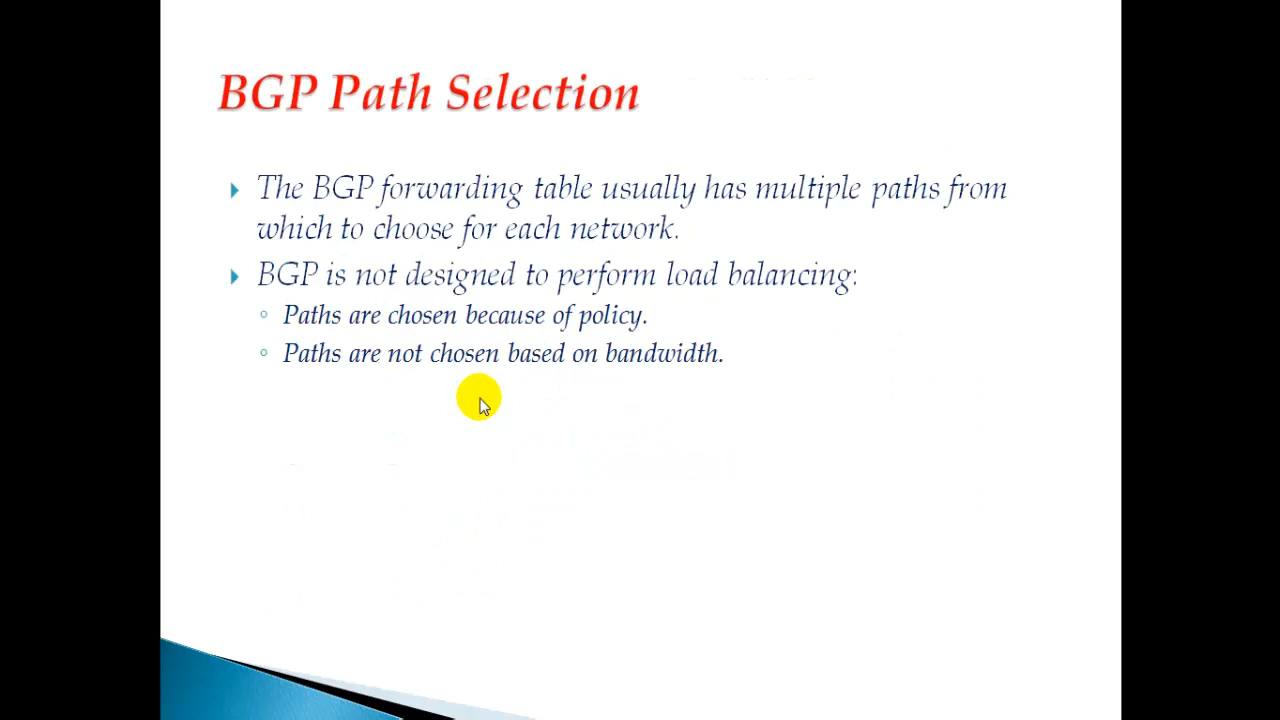 BGP Path Selection
The BGP forwarding table usually has multiple paths from
which to choose for each network.
BGP is not designed to perform load balancing:
Paths are chosen because of policy.
Paths are not chosen based on bandwidth.